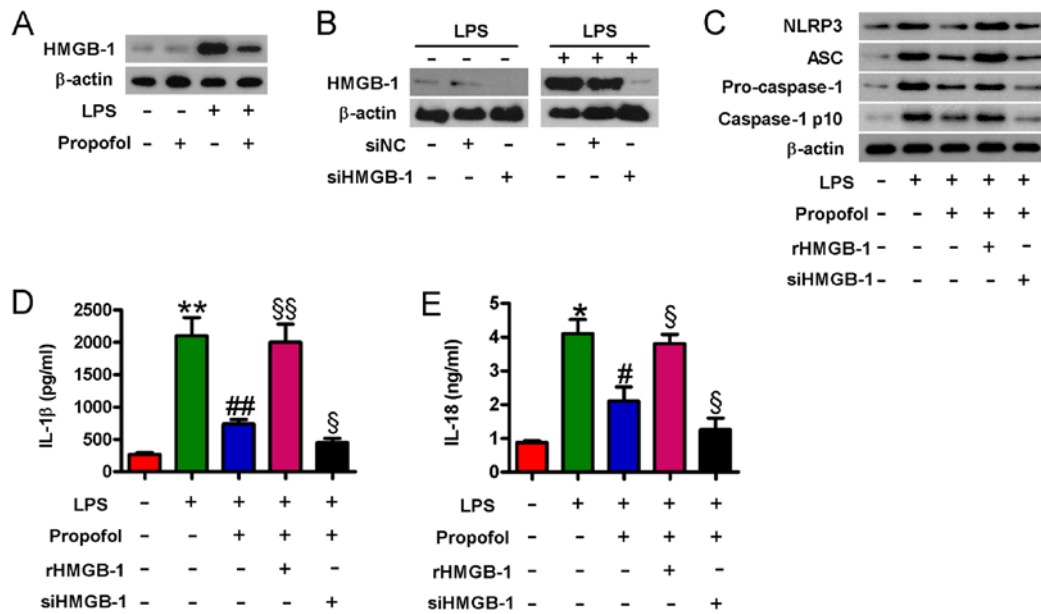 A
HMGB-1
β-actin
LPS - - + +
Propofol - + - +
B
LPS LPS
- - - + + +
HMGB-1
β-actin
siNC - + - - + -
siHMGB-1 - - + - - +
C
NLRP3
ASC
Pro-caspase-1
Caspase-1 p10
β-actin
LPS - + + + +
Propofol - - + + +
rHMGB-1 - - - + -
siHMGB-1 - - - - +
D
IL-1β (pg/ml)
2500
2000
1500
1000
500
0
** ## §§ §
LPS - + + + +
Propofol - - + + +
rHMGB-1 - - - + -
siHMGB-1 - - - - +
E
IL-18 (ng/ml)
5
4
3
2
1
0
* # § §
LPS - + + + +
Propofol - - + + +
rHMGB-1 - - - + -
siHMGB-1 - - - - +